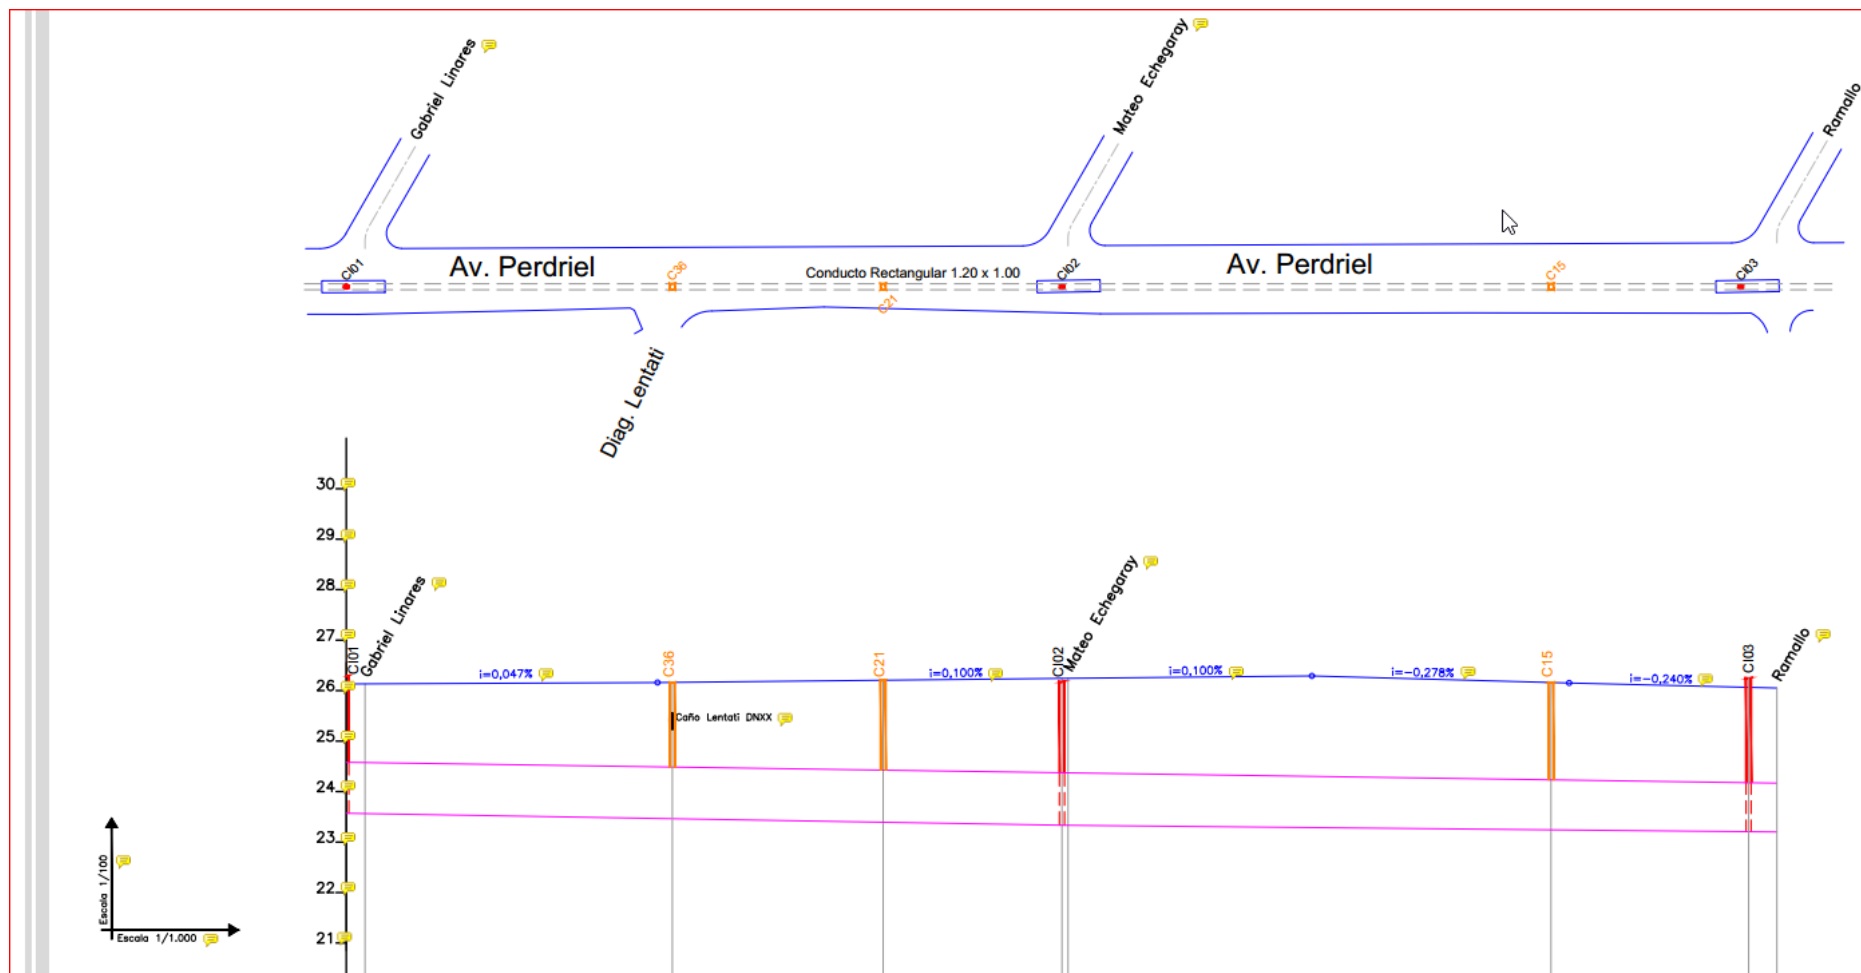 Gabriel Linares
Mateo Echegaray
Ramallo
CI01
Av. Perdriel
C36
Conducto Rectangular 1.20 x 1.00
C21
CI02
Av. Perdriel
C15
CI03
Diag. Lentati
30
29
28
27
26
25
24
23
22
21
CI01
Gabriel Linares
i=0,047%
C36
Caño Lentati DNXX
C21
i=0,100%
CI02
Mateo Echegaray
i=0,100%
i=-0,278%
C15
i=-0,240%
CI03
Ramallo
Escala 1/100
Escala 1/1.000